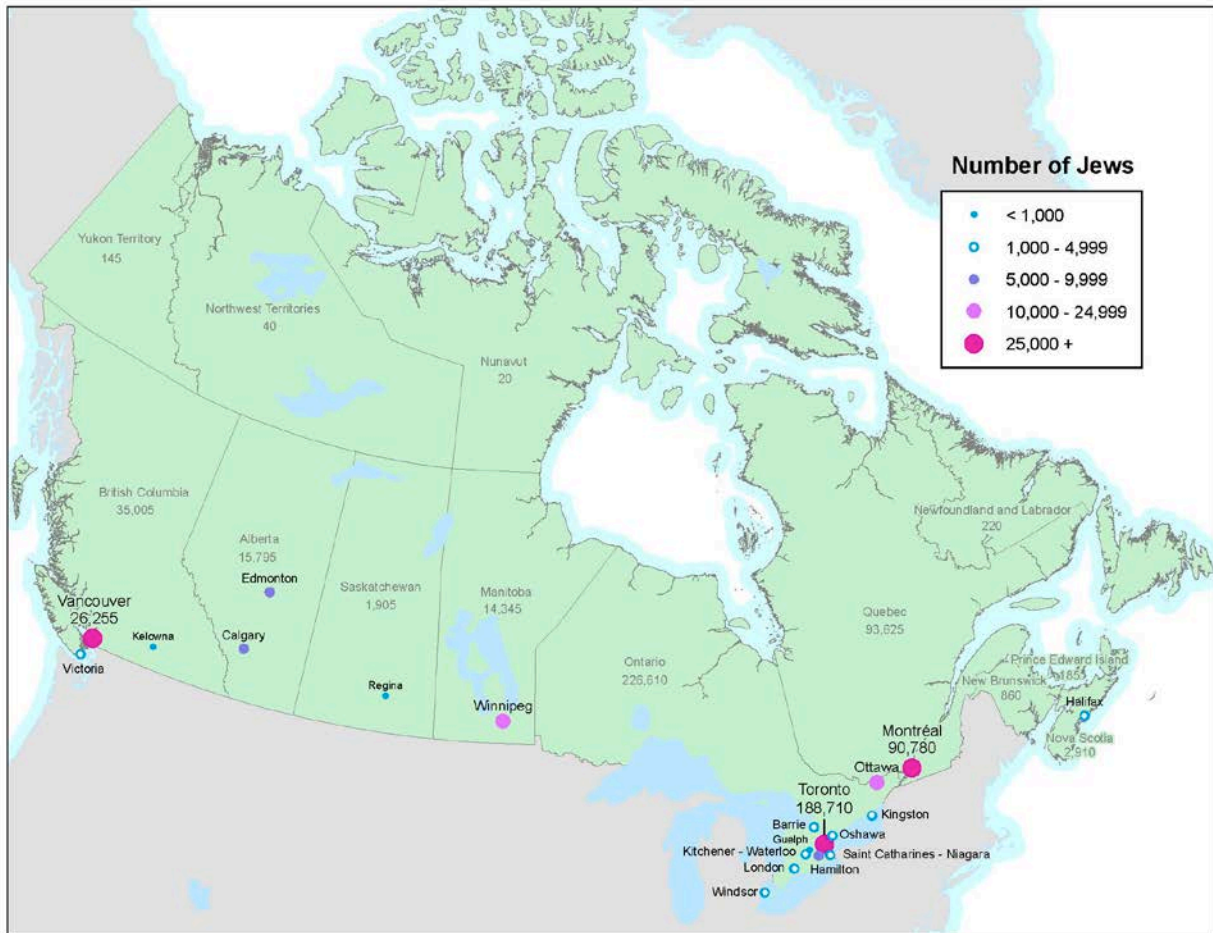 Number of Jews
< 1,000
1,000 - 4,999
5,000 - 9,999
10,000 - 24,999
25,000 +
Yukon Territory
145
Northwest Territories
40
Nunavut
20
British Columbia
35,005
Alberta
15,795
Edmonton
Saskatchewan
1,905
Manitoba
14,345
Newfoundland and Labrador
220
Vancouver
26,255
Kelowna
Calgary
Victoria
Regina
Winnipeg
Ontario
226,610
Quebec
93,625
Prince Edward Island
185
New Brunswick
860
Halifax
Nova Scotia
2,910
Montréal
90,780
Ottawa
Toronto
188,710
Kingston
Barrie
Oshawa
Guelph
Kitchener - Waterloo
Saint Catharines - Niagara
London
Hamilton
Windsor